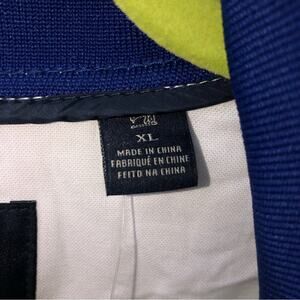 XL
MADE IN CHINA
FABRIQUÉ EN CHINE
FEITO NA CHINA